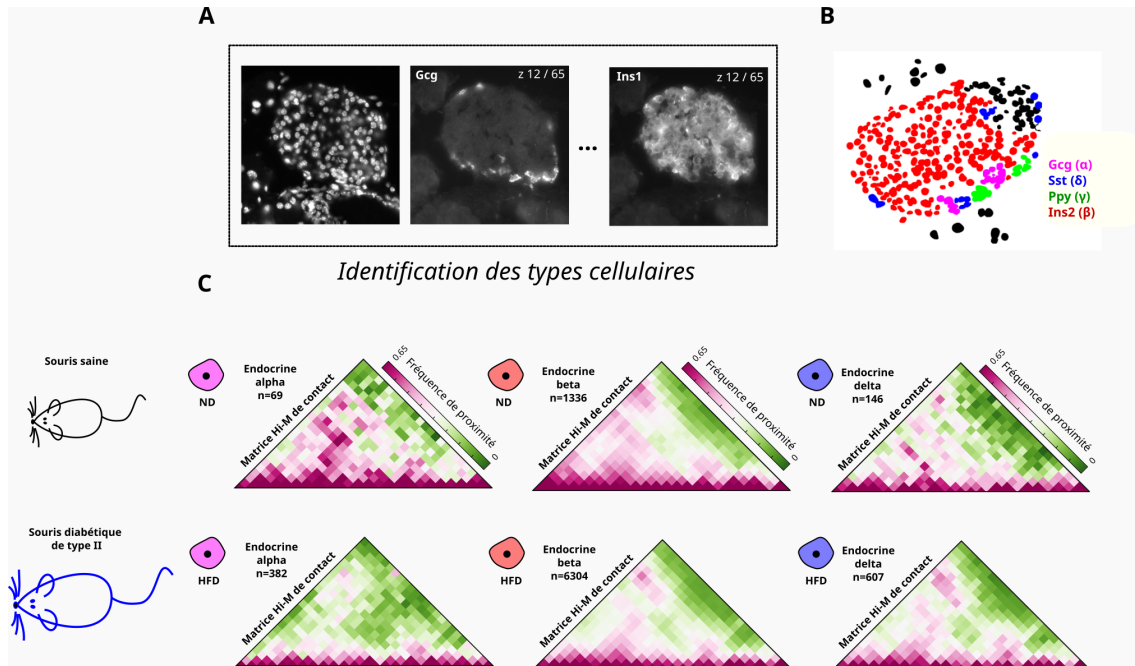 A
B
Gcg
z 12 / 65
...
Ins1
z 12 / 65
Gcg (α)
Sst (δ)
Ppy (γ)
Ins2 (β)
Identification des types cellulaires
C
Souris saine
ND
Endocrine
alpha
n=69
Matrice Hi-M de contact
0.65
Fréquence de proximité
0
ND
Endocrine
beta
n=1336
Matrice Hi-M de contact
0.65
Fréquence de proximité
0
ND
Endocrine
delta
n=146
Matrice Hi-M de contact
0.65
Fréquence de proximité
0
Souris diabétique
de type II
HFD
Endocrine
alpha
n=382
Matrice Hi-M de contact
HFD
Endocrine
beta
n=6304
Matrice Hi-M de contact
HFD
Endocrine
delta
n=607
Matrice Hi-M de contact